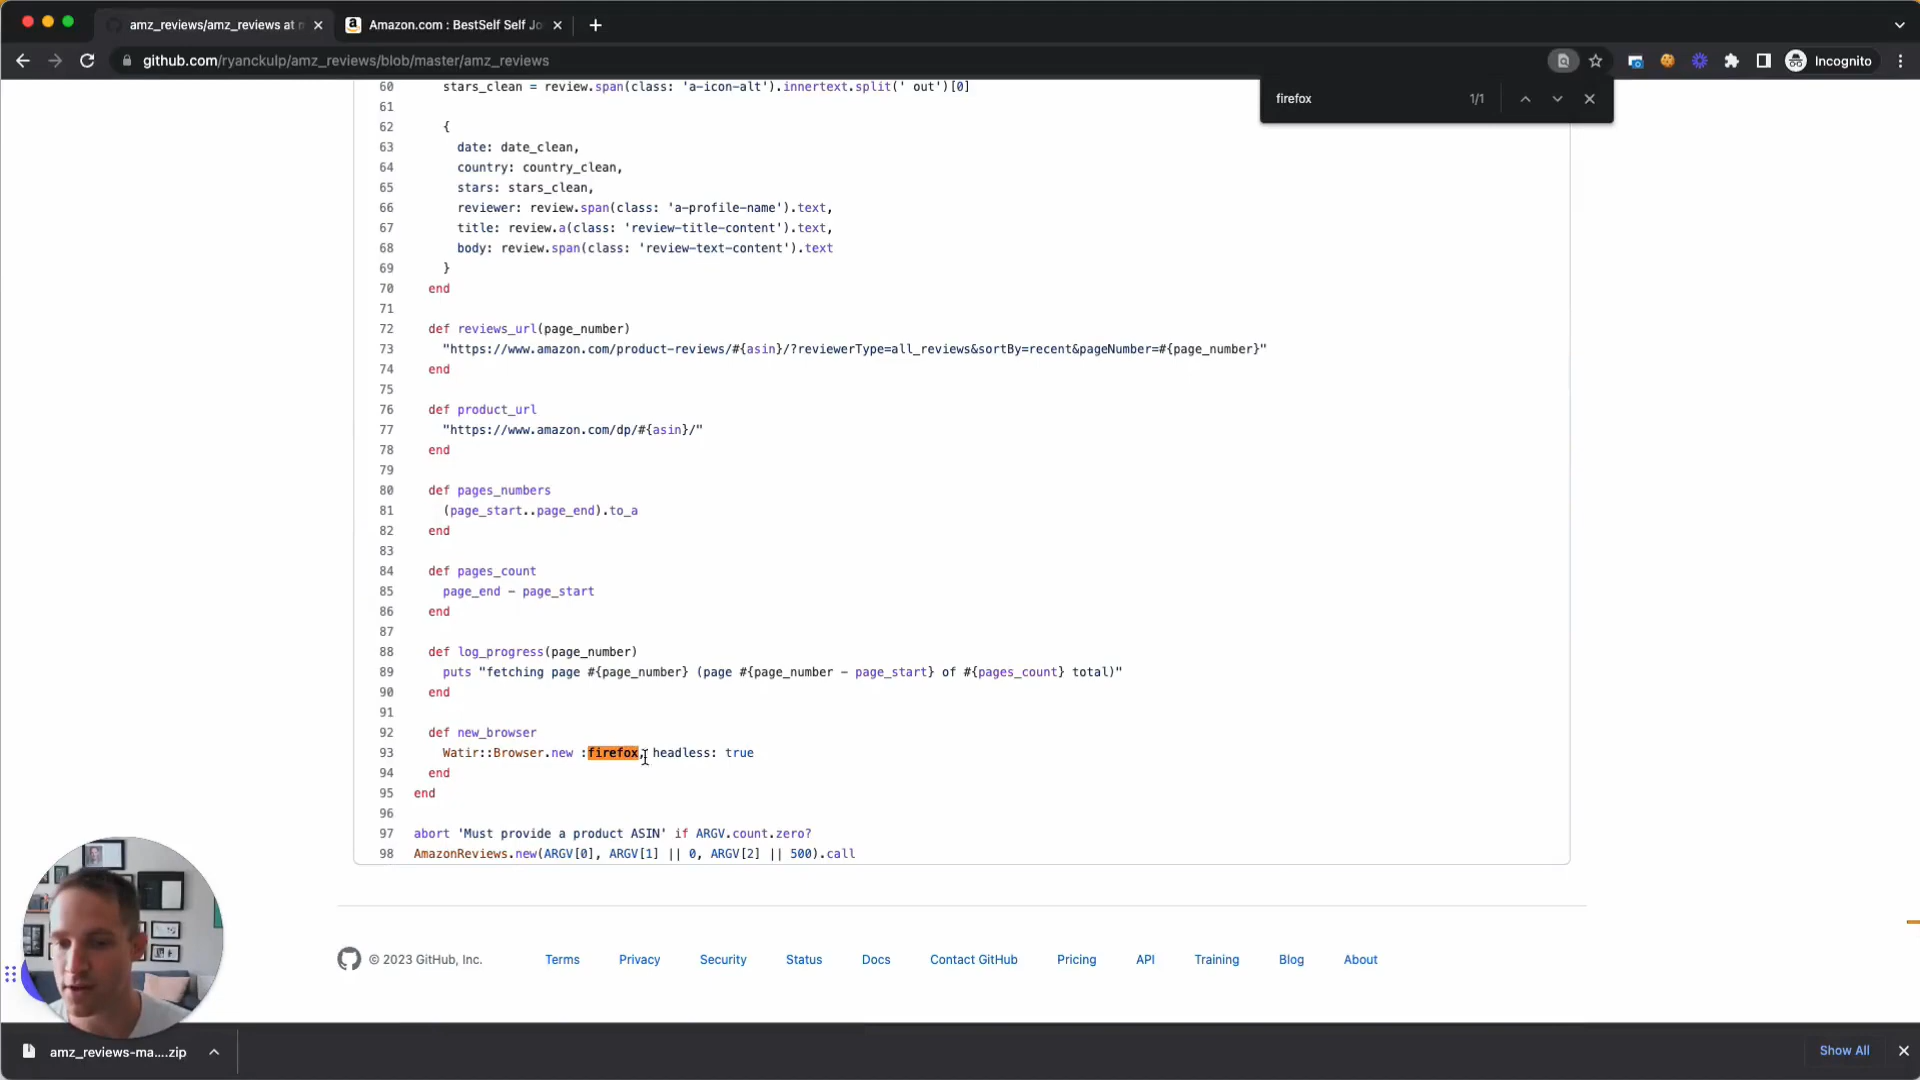 amz_reviews/amz_reviews at
Amazon.com : BestSelf Self Jo
github.com/ryanckulp/amz_reviews/blob/master/amz_reviews
Incognito
firefox
1/1
60 stars_clean = review.span(class: 'a-icon-alt').innertext.split(' out')[0]
61
62 {
63 date: date_clean,
64 country: country_clean,
65 stars: stars_clean,
66 reviewer: review.span(class: 'a-profile-name').text,
67 title: review.a(class: 'review-title-content').text,
68 body: review.span(class: 'review-text-content').text
69 }
70 end
71
72 def reviews_url(page_number)
73 "https://www.amazon.com/product-reviews/#{asin}/?reviewerType=all_reviews&sortBy=recent&pageNumber=#{page_number}"
74 end
75
76 def product_url
77 "https://www.amazon.com/dp/#{asin}/"
78 end
79
80 def pages_numbers
81 (page_start..page_end).to_a
82 end
83
84 def pages_count
85 page_end - page_start
86 end
87
88 def log_progress(page_number)
89 puts "fetching page #{page_number} (page #{page_number - page_start} of #{pages_count} total)"
90 end
91
92 def new_browser
93 Watir::Browser.new :firefox, headless: true
94 end
95 end
96
97 abort 'Must provide a product ASIN' if ARGV.count.zero?
98 AmazonReviews.new(ARGV[0], ARGV[1] || 0, ARGV[2] || 500).call
© 2023 GitHub, Inc.
Terms
Privacy
Security
Status
Docs
Contact GitHub
Pricing
API
Training
Blog
About
amz_reviews-ma....zip
Show All